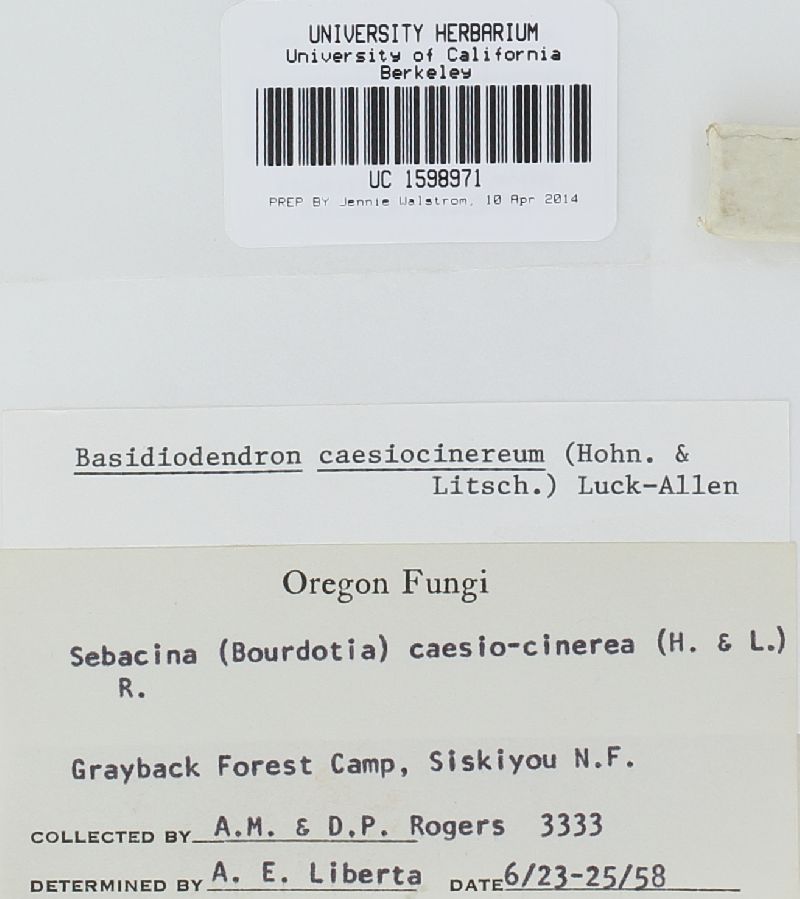 UNIVERSITY HERBARIUM
University of California
Berkeley
UC 1598971
PREP BY Jennie Walstrom, 10 Apr 2014
Basidiodendron caesiocinereum (Hohn. &
Litsch.) Luck-Allen
Oregon Fungi
Sebacina (Bourdotia) caesio-cinerea (H. & L.)
R.
Grayback Forest Camp, Siskiyou N.F.
COLLECTED BY A.M. & D.P. Rogers 3333
DETERMINED BY A. E. Liberta DATE 6/23-25/58